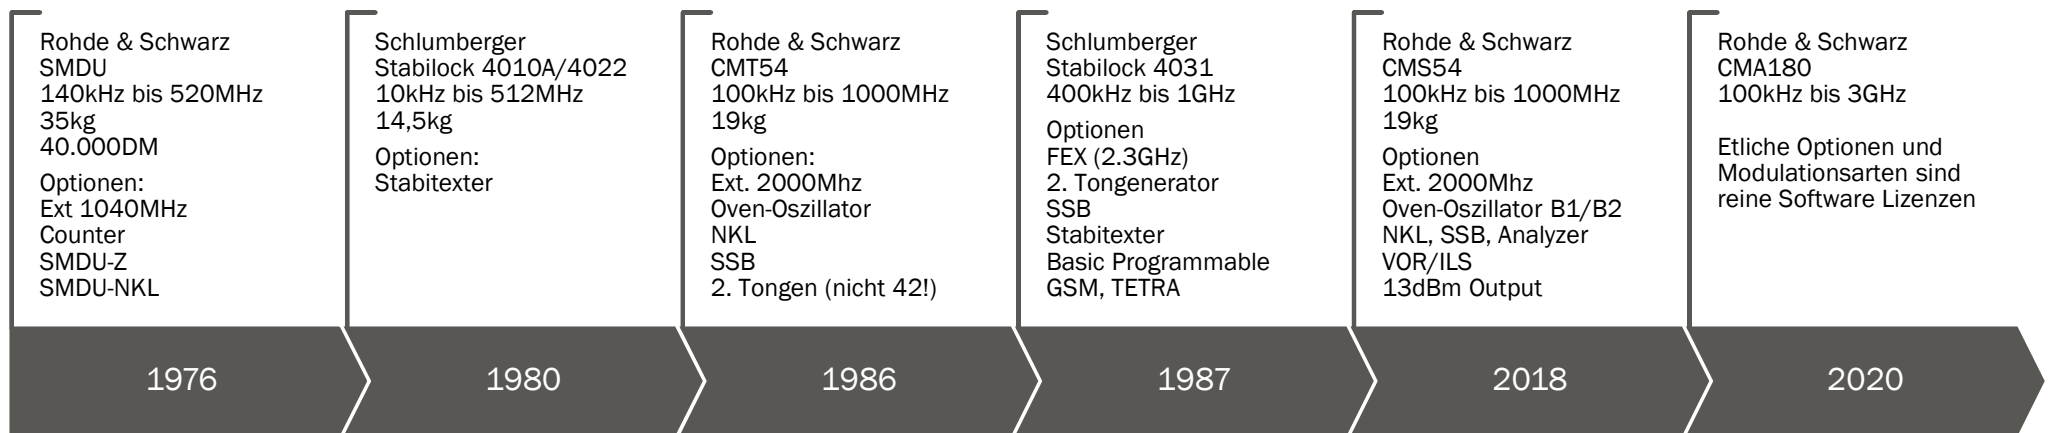 Rohde & Schwarz
SMDU
140kHz bis 520MHz
35kg
40.000DM
Optionen:
Ext 1040MHz
Counter
SMDU-Z
SMDU-NKL
1976
Schlumberger
Stabilock 4010A/4022
10kHz bis 512MHz
14,5kg
Optionen:
Stabitexter
1980
Rohde & Schwarz
CMT54
100kHz bis 1000MHz
19kg
Optionen:
Ext. 2000Mhz
Oven-Oszillator
NKL
SSB
2. Tongen (nicht 42!)
1986
Schlumberger
Stabilock 4031
400kHz bis 1GHz
Optionen
FEX (2.3GHz)
2. Tongenerator
SSB
Stabitexter
Basic Programmable
GSM, TETRA
1987
Rohde & Schwarz
CMS54
100kHz bis 1000MHz
19kg
Optionen
Ext. 2000Mhz
Oven-Oszillator B1/B2
NKL, SSB, Analyzer
VOR/ILS
13dBm Output
2018
Rohde & Schwarz
CMA180
100kHz bis 3GHz
Etliche Optionen und
Modulationsarten sind
reine Software Lizenzen
2020